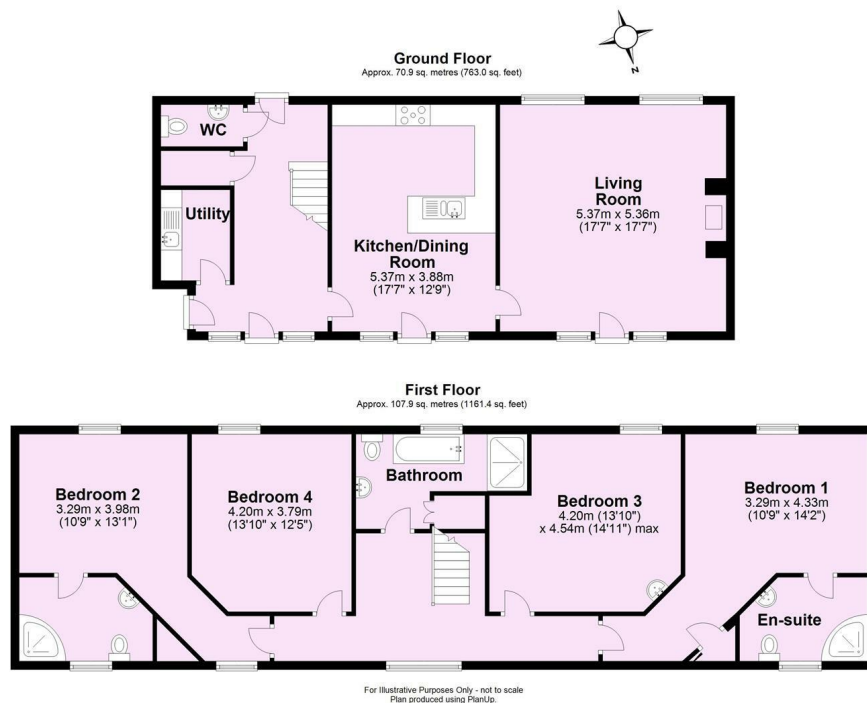 Ground Floor
Approx. 70.9 sq. metres (763.0 sq. feet)
N
WC
Utility
Kitchen/Dining
Room
5.37m x 3.88m
(17'7" x 12'9")
Living
Room
5.37m x 5.36m
(17'7" x 17'7")
First Floor
Approx. 107.9 sq. metres (1161.4 sq. feet)
Bedroom 2
3.29m x 3.98m
(10'9" x 13'1")
Bedroom 4
4.20m x 3.79m
(13'10" x 12'5")
Bathroom
Bedroom 3
4.20m (13'10")
x 4.54m (14'11") max
Bedroom 1
3.29m x 4.33m
(10'9" x 14'2")
En-suite
For Illustrative Purposes Only - not to scale
Plan produced using PlanUp.